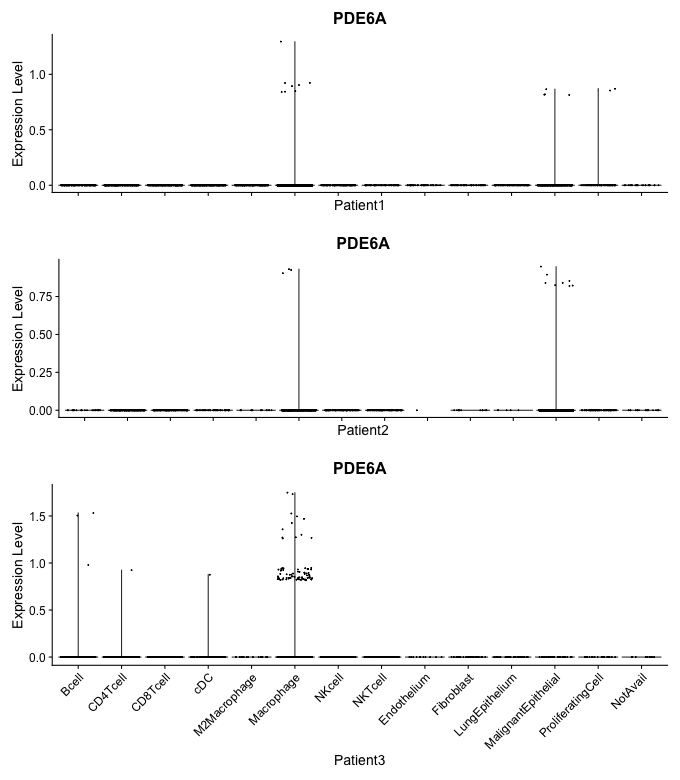 PDE6A
Expression Level
1.0
0.5
0.0
Patient1
PDE6A
Expression Level
0.75
0.50
0.25
0.00
Patient2
PDE6A
Expression Level
1.5
1.0
0.5
0.0
Bcell
CD4Tcell
CD8Tcell
cDC
M2Macrophage
Macrophage
NKcell
NKTcell
Endothelium
Fibroblast
LungEpithelium
MalignantEpithelial
ProliferatingCell
NotAvail
Patient3